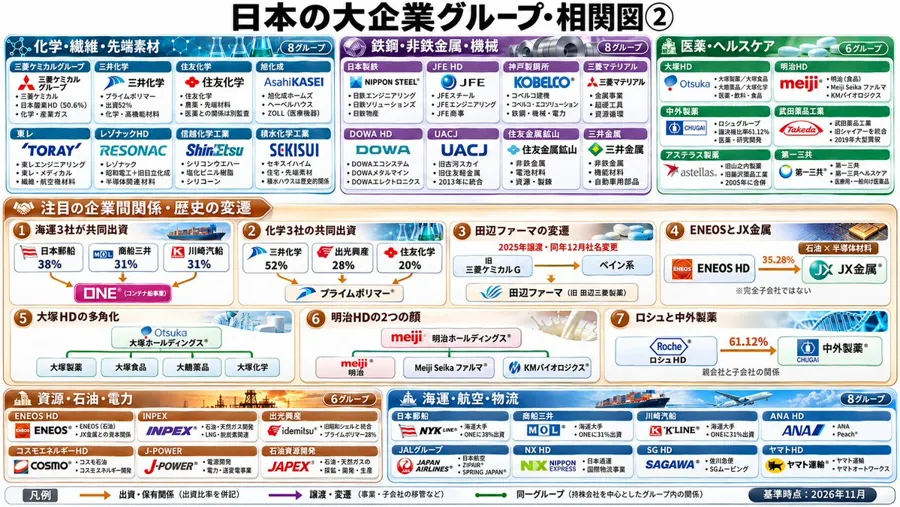 日本の大企業グループ・相関図②
化学・繊維・先端素材
8グループ
三菱ケミカルグループ
三菱ケミカル
MITSUBISHI CHEMICAL
• 三菱ケミカル
• 日本酸素HD (50.6%)
• 化学・産業ガス
三井化学
三井化学
• プライムポリマー
• 出資52%
• 化学・高機能材料
住友化学
住友化学
• 住友化学
• 農薬・先端材料
• 医薬との関係は別監査
旭化成
AsahiKASEI
• 旭化成ホームズ
• ヘーベルハウス
• ZOLL (医療機器)
東レ
TORAY®
• 東レエンジニアリング
• 東レ・メディカル
• 繊維・航空機材料
レゾナックHD
RESONAC
• レゾナック
• 昭和電工+旧日立化成
• 半導体関連材料
信越化学工業
ShinEtsu
• シリコンウエハー
• 塩化ビニル樹脂
• シリコーン
積水化学工業
SEKISUI
• セキスイハイム
• 住宅・先端素材
• 積水ハウスは歴史的関係
鉄鋼・非鉄金属・機械
8グループ
日本製鉄
NIPPON STEEL®
• 日鉄エンジニアリング
• 日鉄ソリューションズ
• 日鉄物産
JFE HD
JFE
• JFEスチール
• JFEエンジニアリング
• JFE商事
神戸製鋼所
KOBELCO®
• コベルコ建機
• コベルコ・エコソリューション
• 鉄鋼・機械・電力
三菱マテリアル
三菱マテリアル
• 金属事業
• 超硬工具
• 資源循環
DOWA HD
DOWA
• DOWAエコシステム
• DOWAメタルマイン
• DOWAエレクトロニクス
UACJ
UACJ
• 旧古河スカイ
• 旧住友軽金属
• 2013年に統合
住友金属鉱山
住友金属鉱山
• 非鉄金属
• 電池材料
• 資源・製錬
三井金属
三井金属
• 非鉄金属
• 機能材料
• 自動車用部品
医薬・ヘルスケア
6グループ
大塚HD
Otsuka
• 大塚製薬/大塚食品
• 医薬・飲料・食品
明治HD
meiji®
• 明治 (食品)
• Meiji Seika ファルマ
• KMバイオロジクス
中外製薬
CHUGAI
• ロシュグループ
• 議決権比率61.12%
• 医薬・研究開発
武田薬品工業
Takeda
• 武田薬品工業
• 旧シャイアーを統合
• 2019年大型買収
アステラス製薬
astellas®
• 旧山之内製薬
• 旧藤沢薬品工業
• 2005年に合併
第一三共
第一三共®
• 第一三共
• 第一三共ヘルスケア
• 医療用・一般向け医薬品
注目の企業間関係・歴史の変遷
1 海運3社が共同出資
日本郵船
38%
MOL 商船三井
31%
K 川崎汽船
31%
ONE® (コンテナ船事業)
2 化学3社の共同出資
三井化学
52%
出光興産
28%
住友化学
20%
プライムポリマー®
3 田辺ファーマの変遷
2025年譲渡・同年12月社名変更
旧
三菱ケミカルG
ベイン系
田辺ファーマ (旧 田辺三菱製薬)
4 ENEOSとJX金属
石油 × 半導体材料
ENEOS ENEOS HD
35.28%
JX JX金属®
※完全子会社ではない
5 大塚HDの多角化
Otsuka
大塚ホールディングス®
大塚製薬
大塚食品
大塚化学
6 明治HDの2つの顔
meiji® 明治ホールディングス®
meiji®
明治
Meiji Seika ファルマ®
KMバイオロジクス®
7 ロシュと中外製薬
Roche®
ロシュHD
61.12%
CHUGAI 中外製薬®
親会社と子会社の関係
資源・石油・電力
6グループ
ENEOS HD
ENEOS®
• ENEOS (石油)
• JX金属との資本関係
INPEX
INPEX®
• 石油・天然ガス開発
• LNG・脱炭素関連
出光興産
idemitsu®
• 旧昭和シェルと統合
• プライムポリマー28%
コスモエネルギーHD
COSMO®
• コスモ石油
• コスモエネルギー開発
J-POWER
J-POWER®
• 電源開発
• 電力・送変電事業
石油資源開発
JAPEX®
• 石油・天然ガスの
• 探鉱・開発・生産
海運・航空・物流
8グループ
日本郵船
NYK LINE®
• 海運大手
• ONEに38%出資
商船三井
MOL®
• 海運大手
• ONEに31%出資
川崎汽船
K "K" LINE®
• 海運大手
• ONEに31%出資
ANA HD
ANA
• ANA
• Peach®
JALグループ
JAPAN AIRLINES®
• 日本航空
• ZIPAIR®
• SPRING JAPAN®
NX HD
NX NIPPON EXPRESS®
• 日本通運
• 国際物流事業
SG HD
SAGAWA®
• 佐川急便
• SGムービング
ヤマトHD
ヤマト運輸®
• ヤマト運輸
• ヤマトオートワークス
凡例
出資・保有関係 (出資比率を併記)
譲渡・変遷 (事業・子会社の移管など)
同一グループ (持株会社を中心としたグループ内の関係)
基準時点:2026年11月